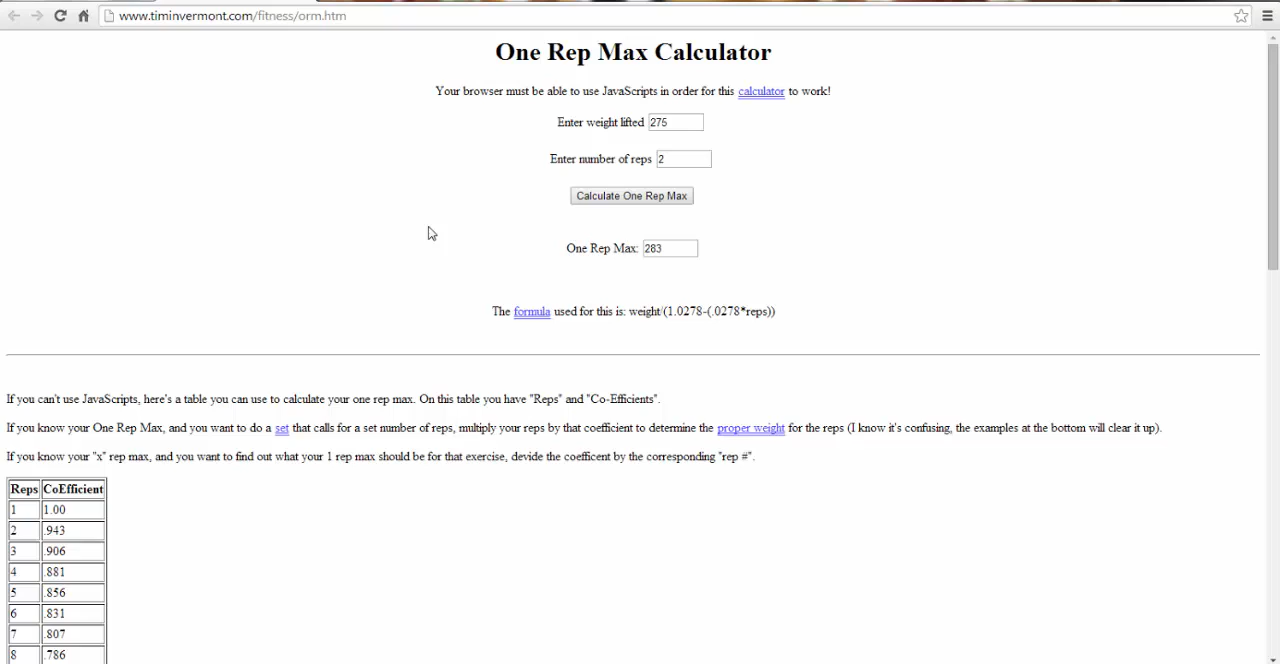 www.timinvermont.com/fitness/orm.htm
One Rep Max Calculator
Your browser must be able to use JavaScripts in order for this calculator to work!
Enter weight lifted 275
Enter number of reps 2
Calculate One Rep Max
One Rep Max: 283
The formula used for this is: weight/(1.0278-(.0278*reps))
If you can't use JavaScripts, here's a table you can use to calculate your one rep max. On this table you have "Reps" and "Co-Efficients".
If you know your One Rep Max, and you want to do a set that calls for a set number of reps, multiply your reps by that coefficient to determine the proper weight for the reps (I know it's confusing, the examples at the bottom will clear it up).
If you know your "x" rep max, and you want to find out what your 1 rep max should be for that exercise, devide the coefficent by the corresponding "rep #".
Reps CoEfficient
1 1.00
2 .943
3 .906
4 .881
5 .856
6 .831
7 .807
8 .786